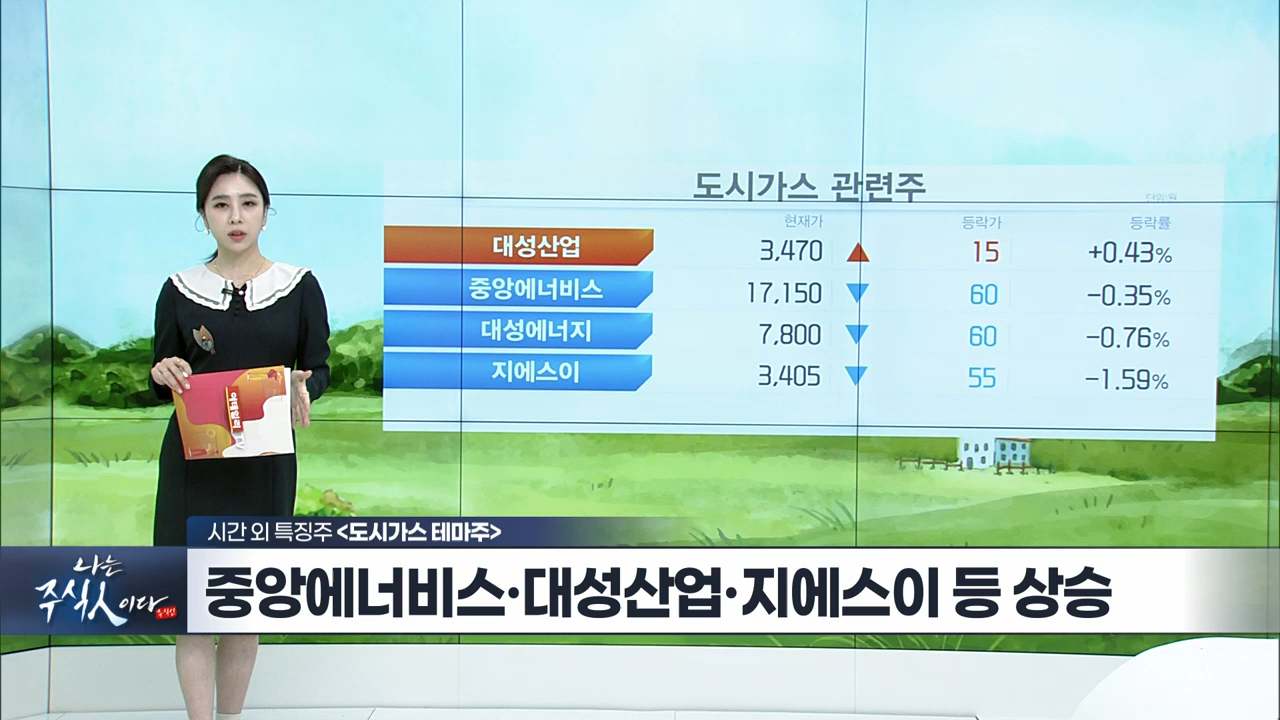 도시가스 관련주
단위:원
현재가 등락가 등락률
대성산업 3,470 ▲ 15 +0.43%
중앙에너비스 17,150 ▼ 60 -0.35%
대성에너지 7,800 ▼ 60 -0.76%
지에스이 3,405 ▼ 55 -1.59%
시간 외 특징주 <도시가스 테마주>
나는
주식人이다
중앙에너비스·대성산업·지에스이 등 상승